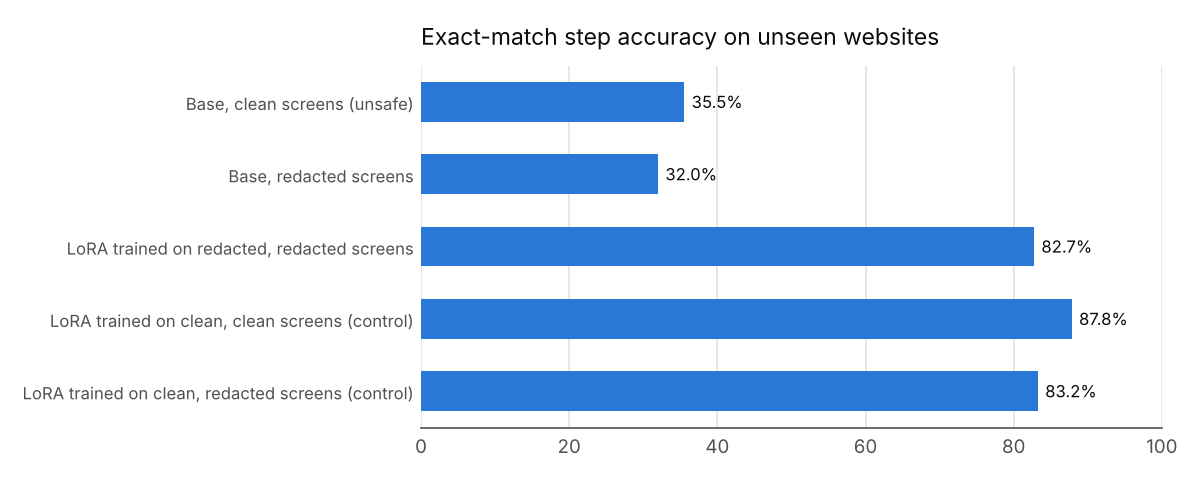 Exact-match step accuracy on unseen websites
Base, clean screens (unsafe) 35.5%
Base, redacted screens 32.0%
LoRA trained on redacted, redacted screens 82.7%
LoRA trained on clean, clean screens (control) 87.8%
LoRA trained on clean, redacted screens (control) 83.2%
0 20 40 60 80 100